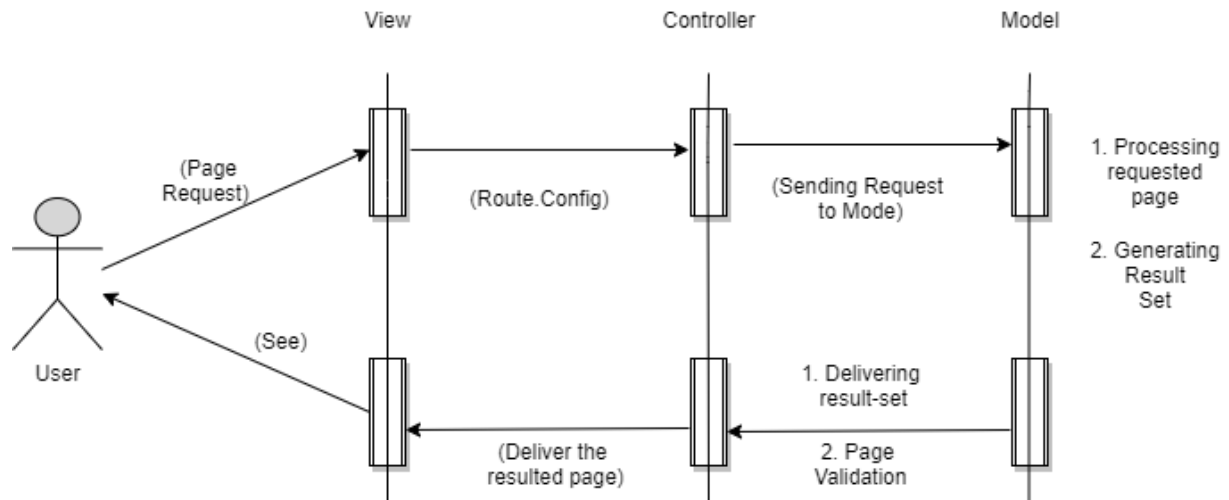 View
Controller
Model
(Page
Request)
(Route.Config)
(Sending Request
to Mode)
1. Processing
requested
page
2. Generating
Result
Set
User
(See)
1. Delivering
result-set
(Deliver the
resulted page)
2. Page
Validation